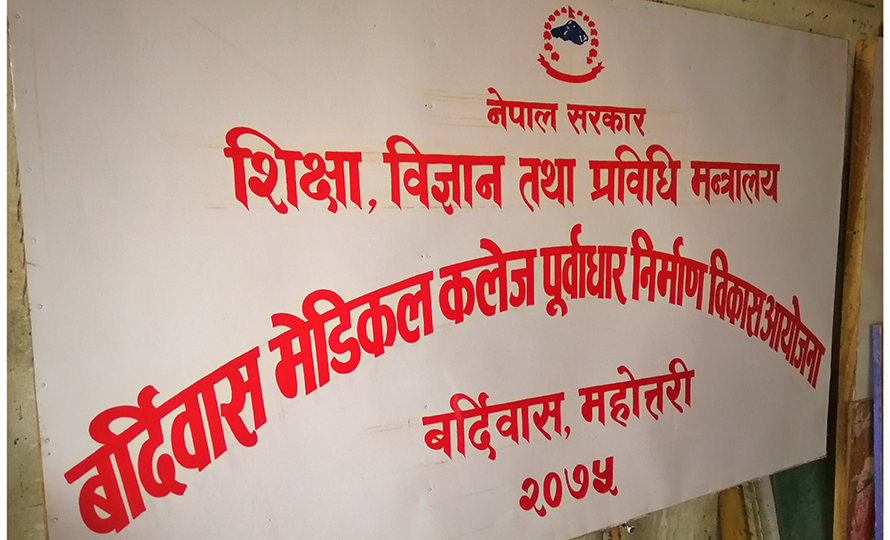 नेपाल सरकार
शिक्षा, विज्ञान तथा प्रविधि मन्त्रालय
बर्दिवास मेडिकल कलेज पूर्वाधार निर्माण विकास आयोजना
बर्दिवास, महोत्तरी
२०७५